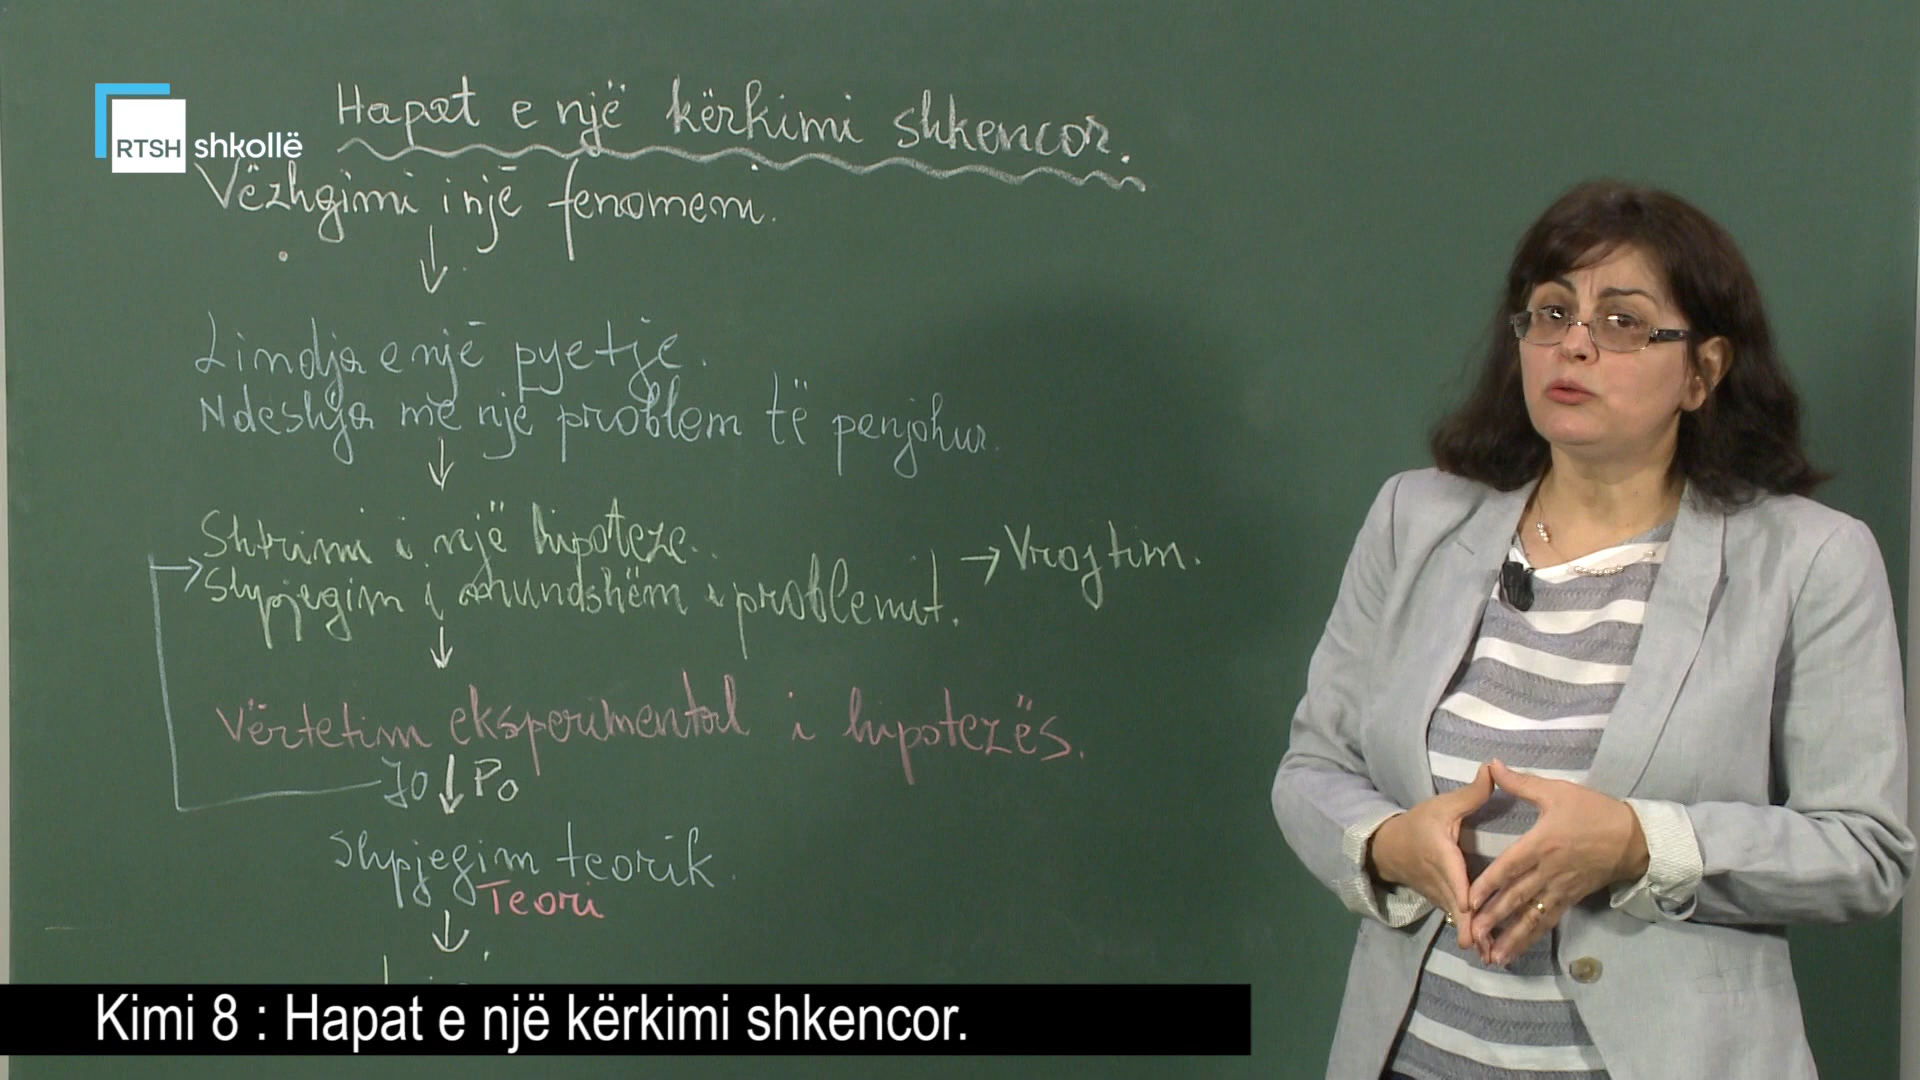 Hapat e një kërkimi shkencor.
RTSH shkollë
Vëzhgimi i një fenomeni.
Lindja e një pyetje.
Ndeshja me një problem të panjohur.
Shtrimi i një hipoteze.
Shpjegim i mundshëm i problemit. → Vrojtim.
Vërtetim eksperimental i hipotezës.
Jo ↓ Po
Shpjegim teorik.
Teori
Kimi 8 : Hapat e një kërkimi shkencor.